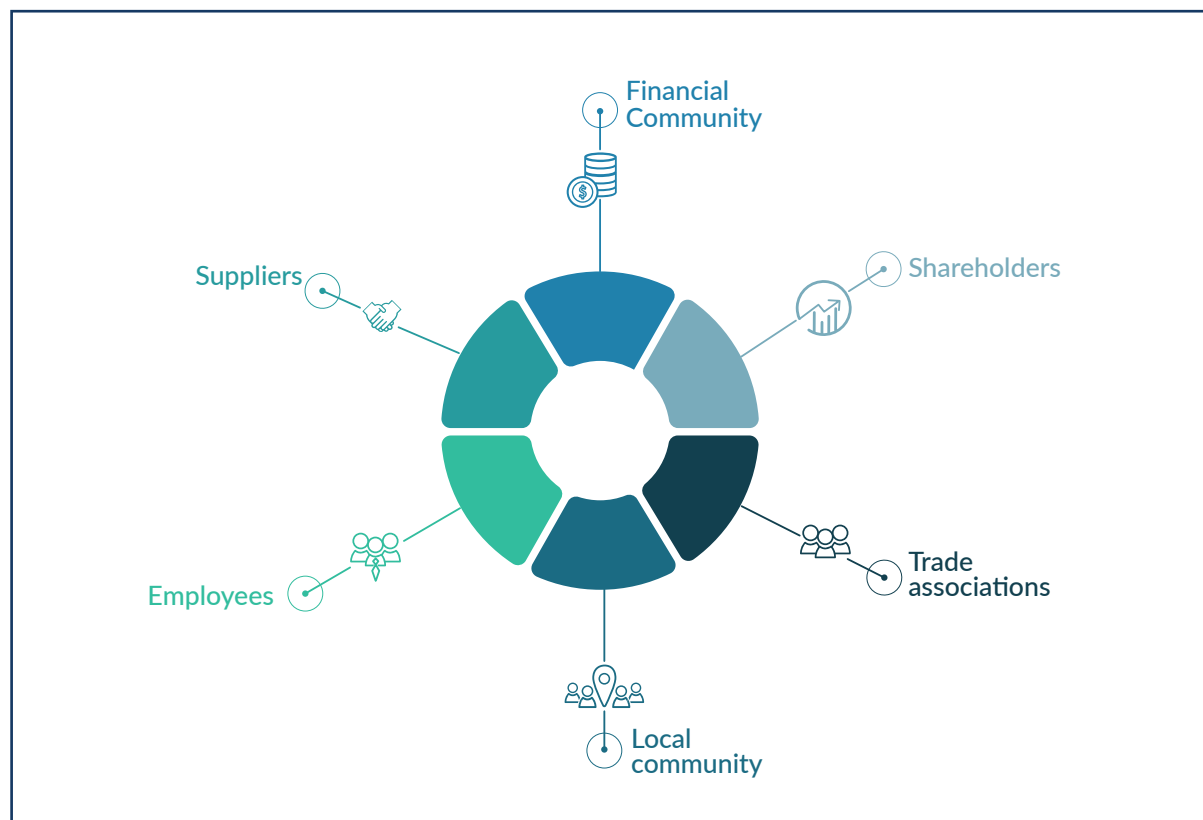 Financial
Community
Suppliers
Shareholders
$
Employees
Trade
associations
Local
community